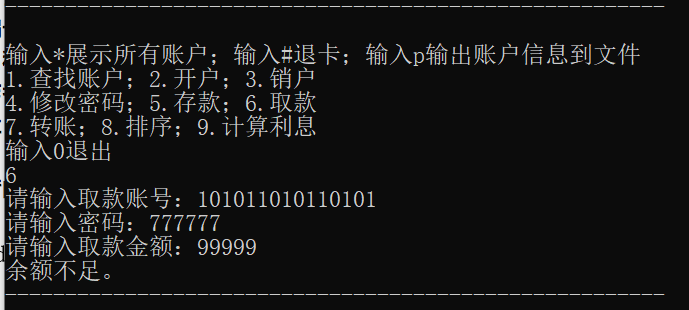 -------------------------------------------------------
输入*展示所有账户；输入#退卡；输入p输出账户信息到文件
1.查找账户；2.开户；3.销户
4.修改密码；5.存款；6.取款
7.转账；8.排序；9.计算利息
输入0退出
6
请输入取款账号：101011010110101
请输入密码：777777
请输入取款金额：99999
余额不足。
-------------------------------------------------------